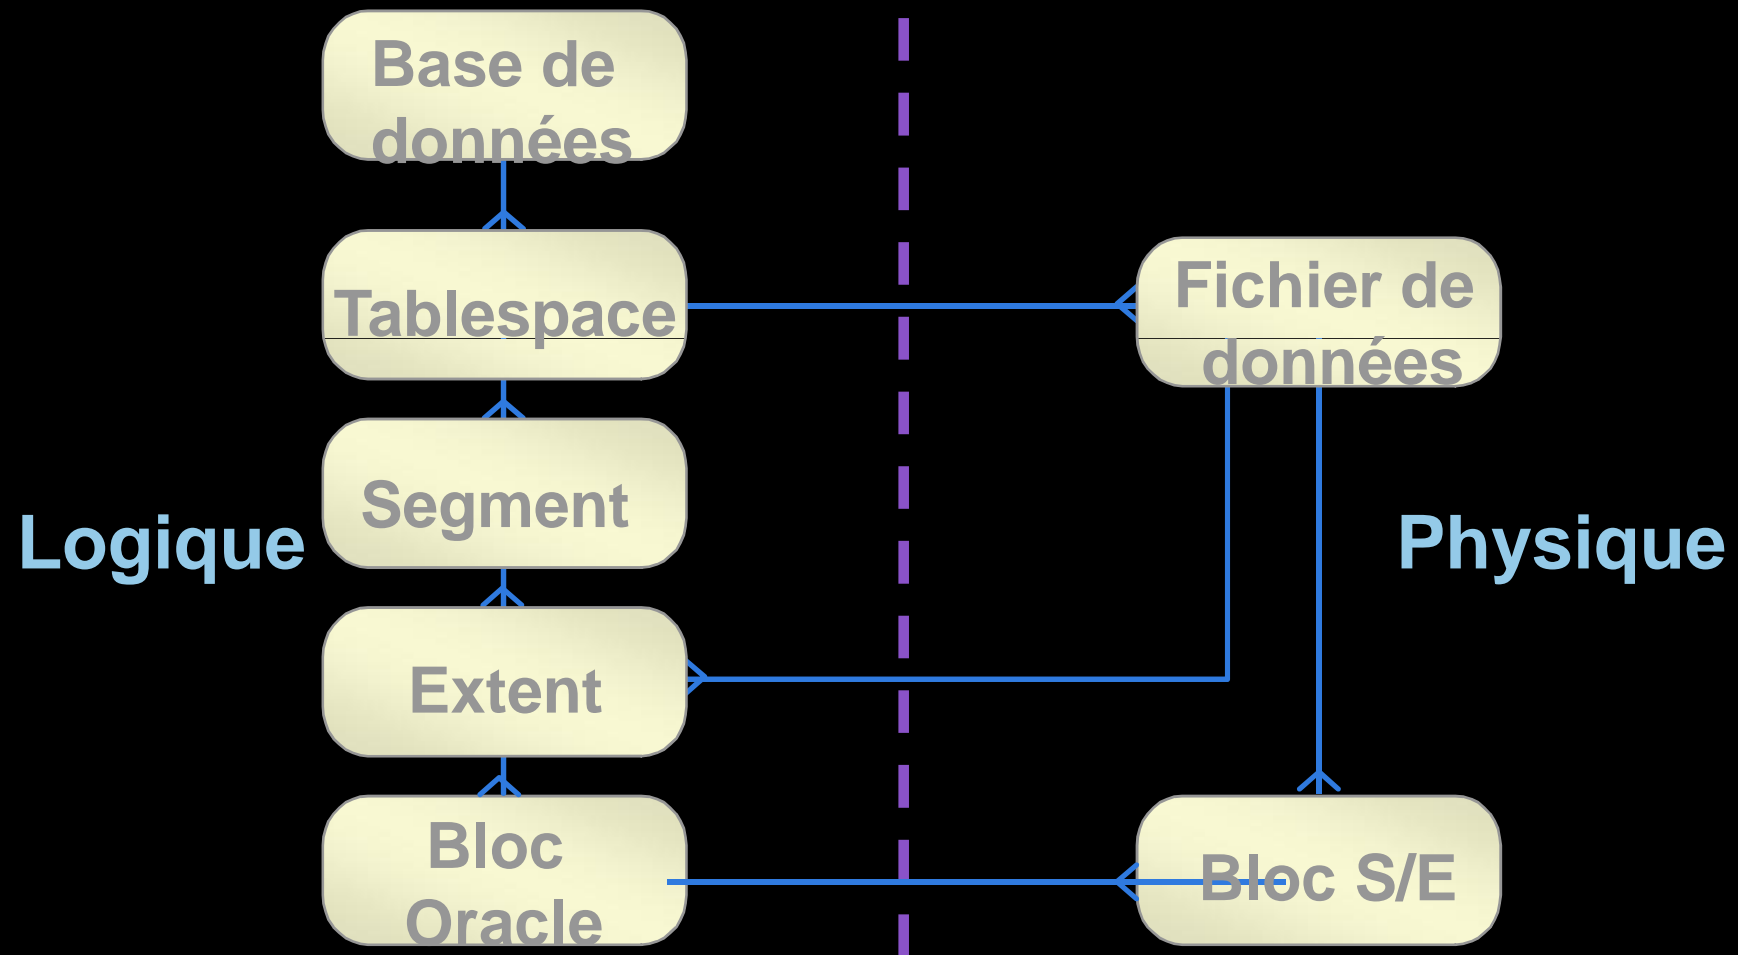 Base de
données
Tablespace
Fichier de
données
Segment
Logique
Physique
Extent
Bloc
Oracle
Bloc S/E